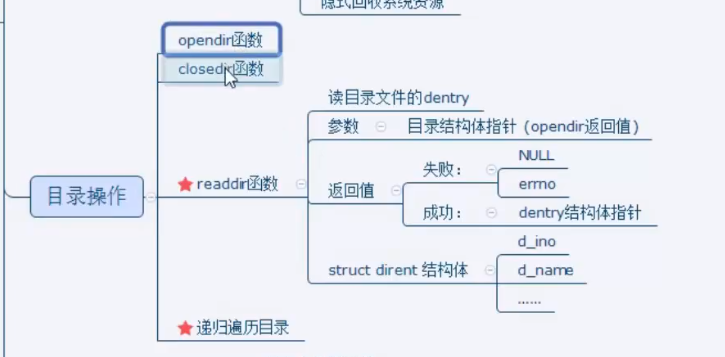 隐式回收系统资源
opendir函数
closedir函数
读目录文件的dentry
参数
目录结构体指针（opendir返回值）
NULL
失败：
errno
readdir函数
返回值
目录操作
成功：
dentry结构体指针
d_ino
struct dirent 结构体
d_name
……
递归遍历目录